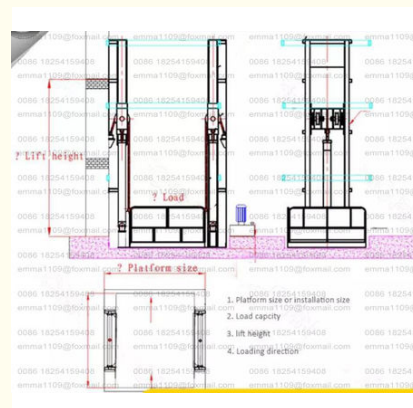 0086 18254159408
emma1109@foxmail.com
? Lift height
? Load
? Platform size
1. Platform size or installation size
2. Load capcity
3. lift height
4. Loading direction